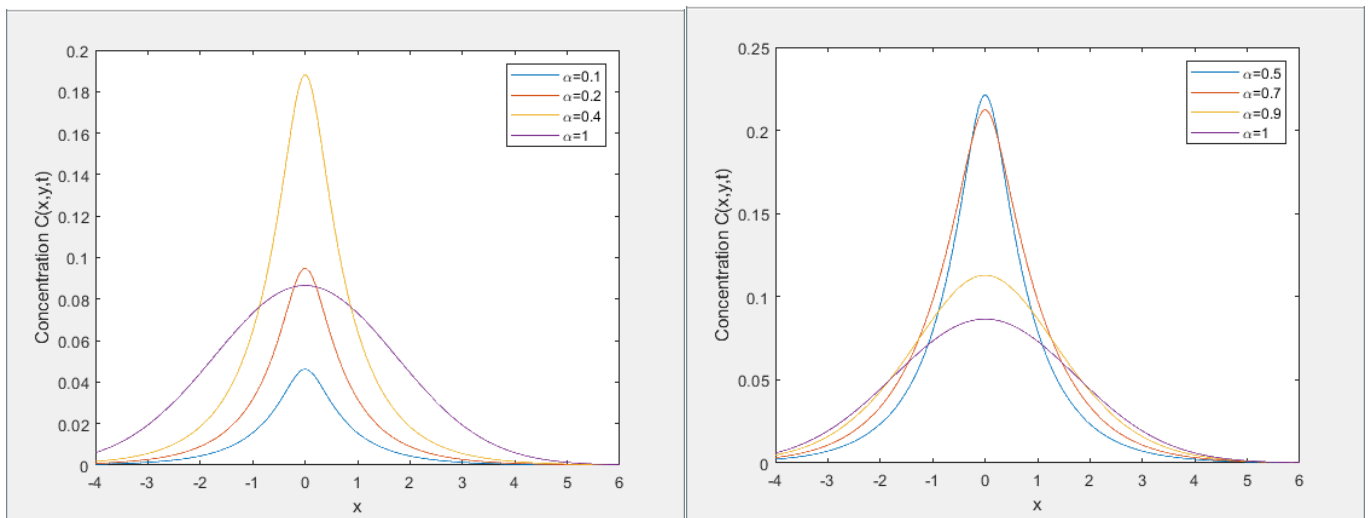 0.2
0.18
0.16
0.14
0.12
0.1
0.08
0.06
0.04
0.02
0
Concentration C(x,y,t)
-4 -3 -2 -1 0 1 2 3 4 5 6
x
α=0.1
α=0.2
α=0.4
α=1
0.25
0.2
0.15
0.1
0.05
0
Concentration C(x,y,t)
-4 -3 -2 -1 0 1 2 3 4 5 6
x
α=0.5
α=0.7
α=0.9
α=1